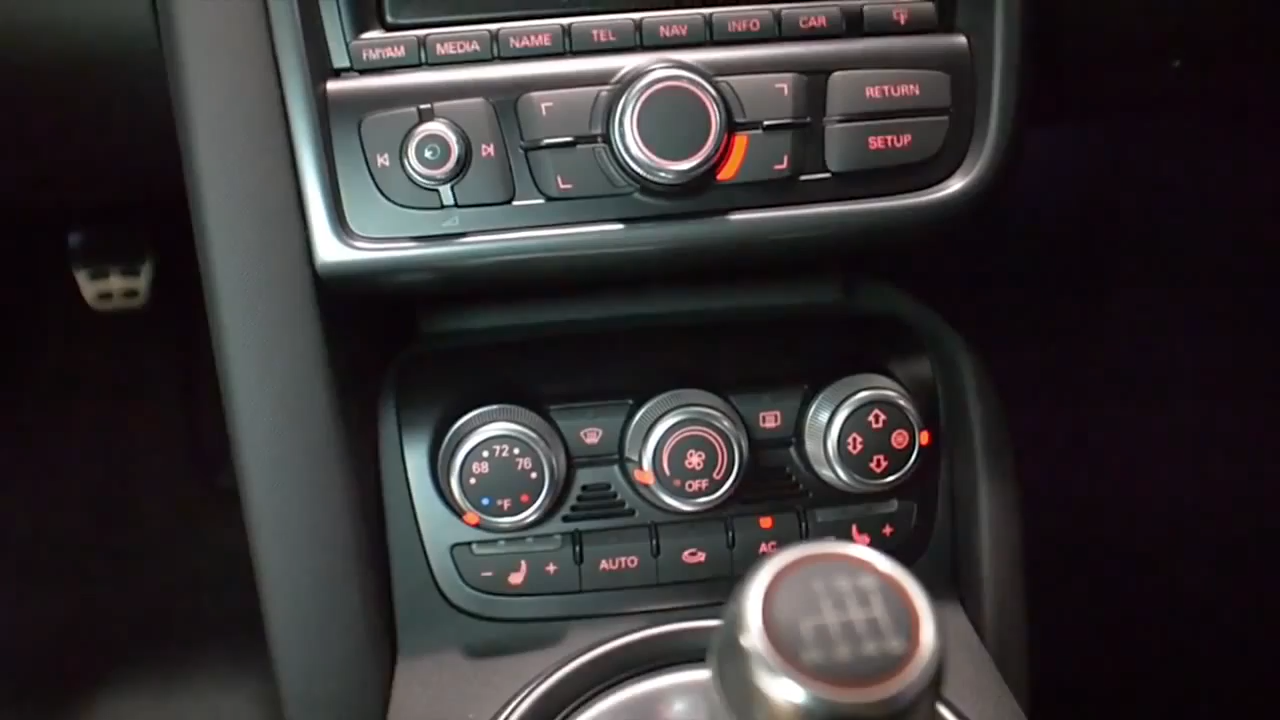 FM/AM MEDIA NAME TEL NAV INFO CAR
RETURN
SETUP
72
68 76
°F
OFF
- +
AUTO
AC
+